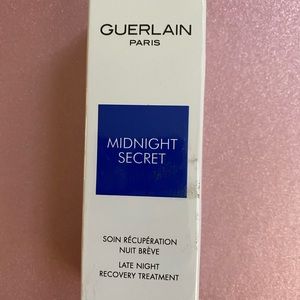 GUERLAIN
PARIS
MIDNIGHT
SECRET
SOIN RÉCUPÉRATION
NUIT BRÈVE
LATE NIGHT
RECOVERY TREATMENT